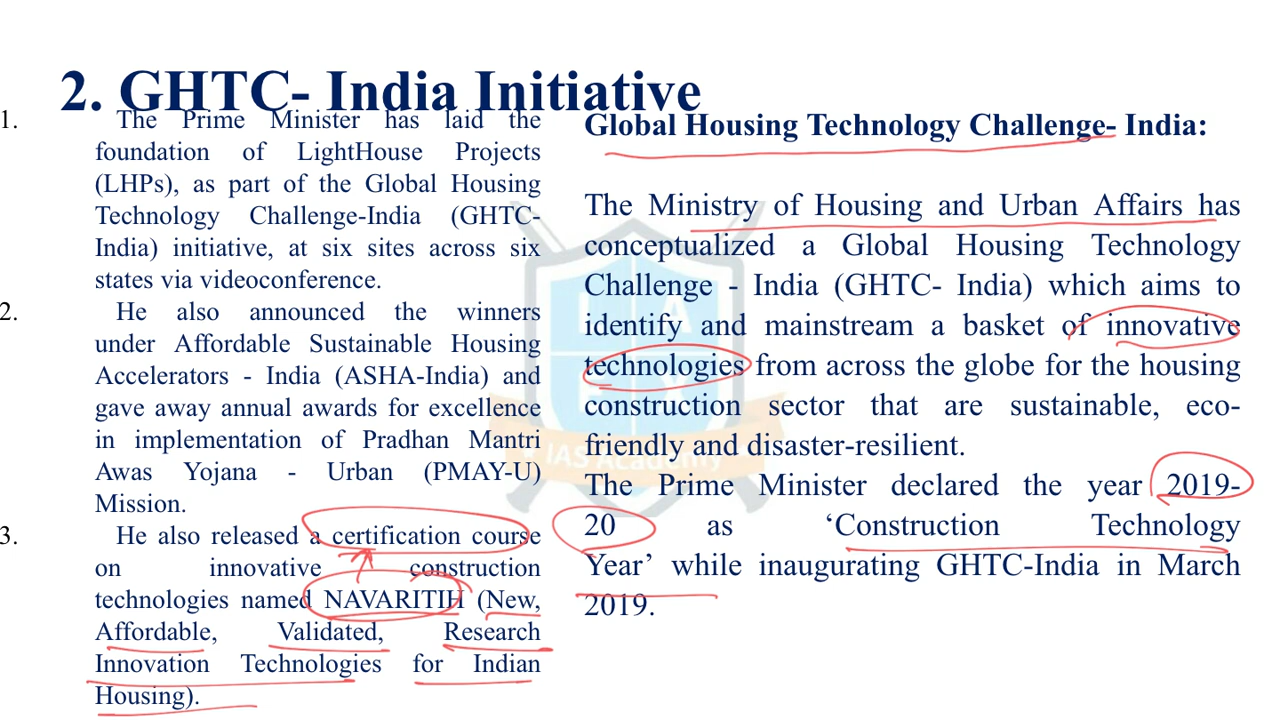 2. GHTC- India Initiative
1. The Prime Minister has laid the
foundation of LightHouse Projects
(LHPs), as part of the Global Housing
Technology Challenge-India (GHTC-
India) initiative, at six sites across six
states via videoconference.
2. He also announced the winners
under Affordable Sustainable Housing
Accelerators - India (ASHA-India) and
gave away annual awards for excellence
in implementation of Pradhan Mantri
Awas Yojana - Urban (PMAY-U)
Mission.
3. He also released a certification course
on innovative construction
technologies named NAVARITIH (New,
Affordable, Validated, Research
Innovation Technologies for Indian
Housing).
Global Housing Technology Challenge- India:
The Ministry of Housing and Urban Affairs has
conceptualized a Global Housing Technology
Challenge - India (GHTC- India) which aims to
identify and mainstream a basket of innovative
technologies from across the globe for the housing
construction sector that are sustainable, eco-
friendly and disaster-resilient.
The Prime Minister declared the year 2019-
20 as ‘Construction Technology
Year’ while inaugurating GHTC-India in March
2019.
IAS Academy